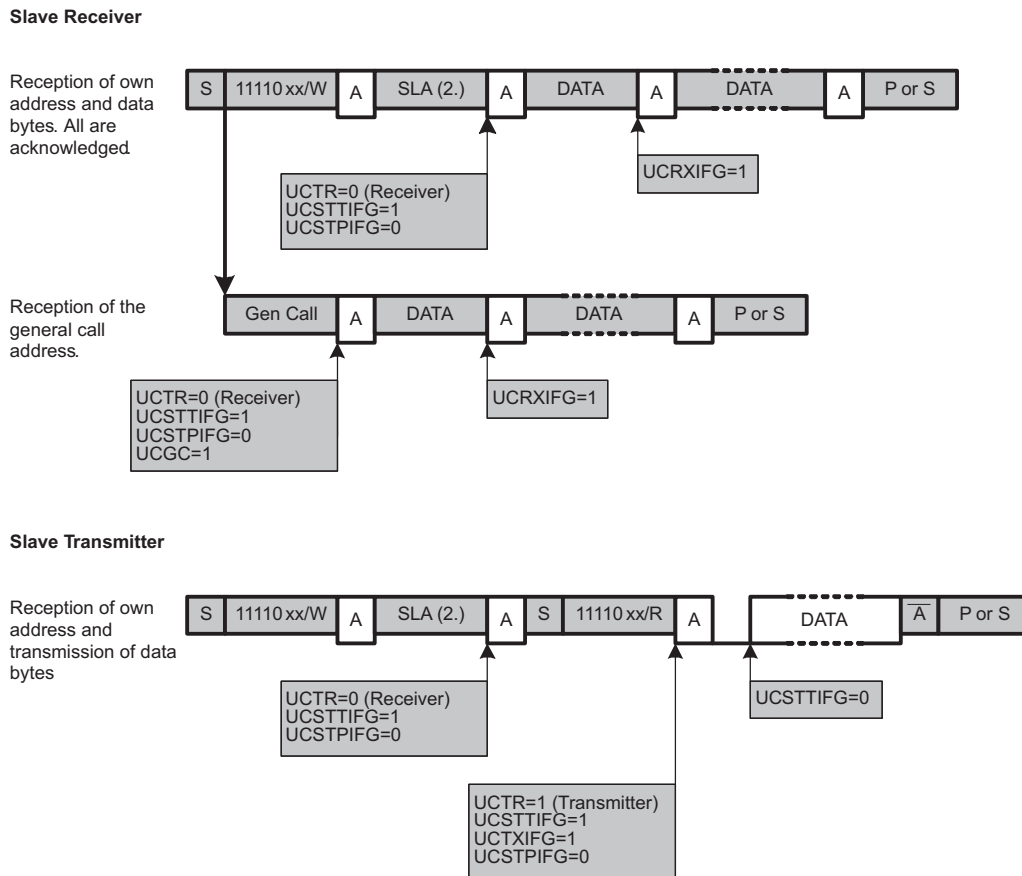 Slave Receiver
Reception of own
address and data
bytes. All are
acknowledged.
S 11110 xx/W A SLA (2.) A DATA A DATA A P or S
UCTR=0 (Receiver)
UCSTTIFG=1
UCSTPIFG=0
UCRXIFG=1
Reception of the
general call
address.
Gen Call A DATA A DATA A P or S
UCTR=0 (Receiver)
UCSTTIFG=1
UCSTPIFG=0
UCGC=1
UCRXIFG=1
Slave Transmitter
Reception of own
address and
transmission of data
bytes
S 11110 xx/W A SLA (2.) A S 11110 xx/R A DATA A̅ P or S
UCTR=0 (Receiver)
UCSTTIFG=1
UCSTPIFG=0
UCSTTIFG=0
UCTR=1 (Transmitter)
UCSTTIFG=1
UCTXIFG=1
UCSTPIFG=0